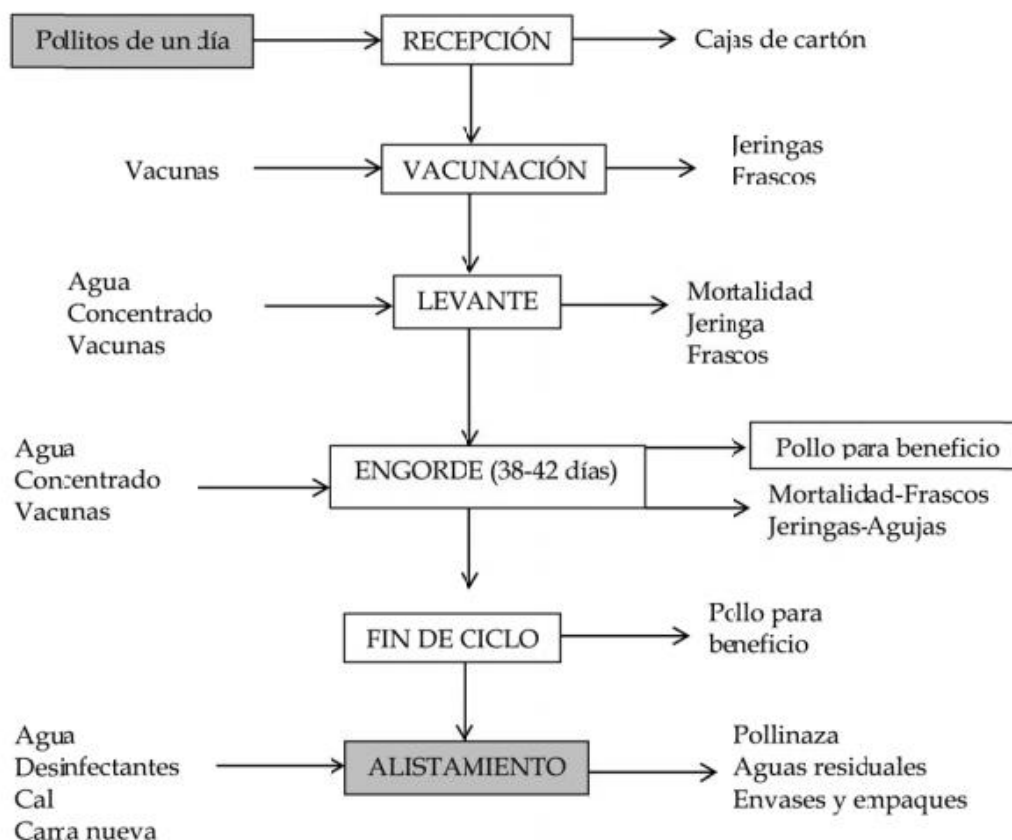 Pollitos de un día
RECEPCIÓN
Cajas de cartón
Vacunas
VACUNACIÓN
Jeringas
Frascos
Agua
Concentrado
Vacunas
LEVANTE
Mortalidad
Jeringa
Frascos
Agua
Concentrado
Vacunas
ENGORDE (38-42 días)
Pollo para beneficio
Mortalidad-Frascos
Jeringas-Agujas
FIN DE CICLO
Pollo para
beneficio
Agua
Desinfectantes
Cal
Cama nueva
ALISTAMIENTO
Pollinaza
Aguas residuales
Envases y empaques